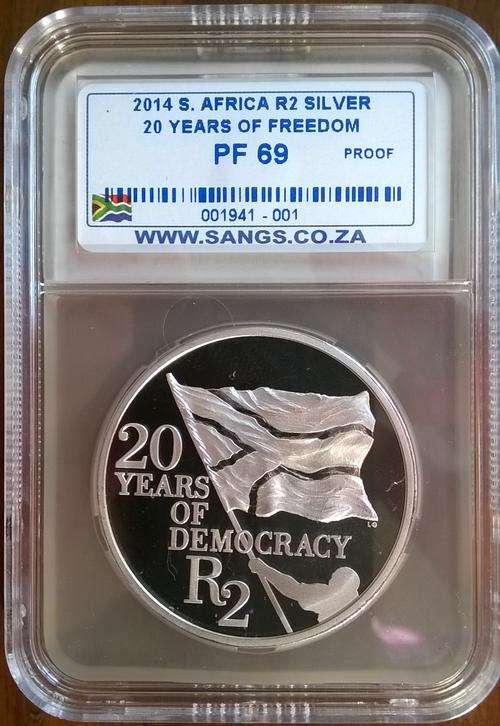 2014 S. AFRICA R2 SILVER
20 YEARS OF FREEDOM
PF 69 PROOF
001941 - 001
WWW.SANGS.CO.ZA
20
YEARS
OF
DEMOCRACY
R2
LG